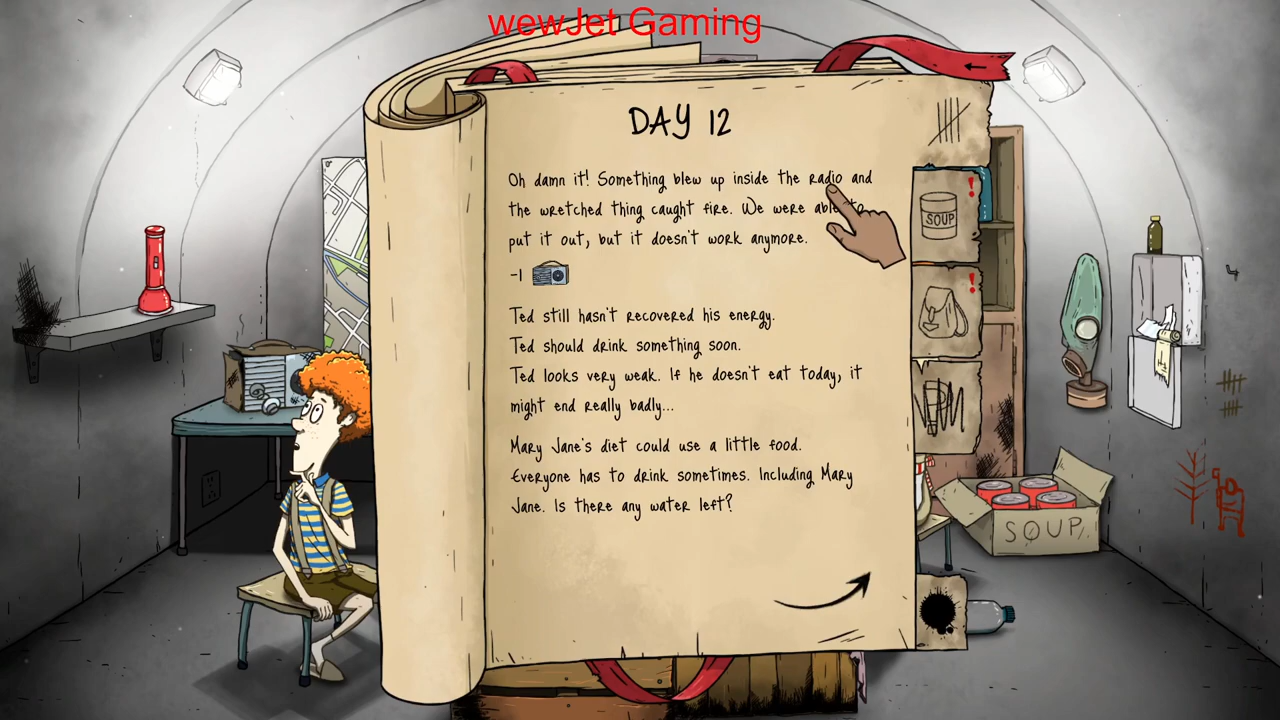 wewJet Gaming
DAY 12
Oh damn it! Something blew up inside the radio and
the wretched thing caught fire. We were able to
put it out, but it doesn't work anymore.
-1
Ted still hasn't recovered his energy.
Ted should drink something soon.
Ted looks very weak. If he doesn't eat today, it
might end really badly...
Mary Jane's diet could use a little food.
Everyone has to drink sometimes. Including Mary
Jane. Is there any water left?
SOUP
!
!
SOUP